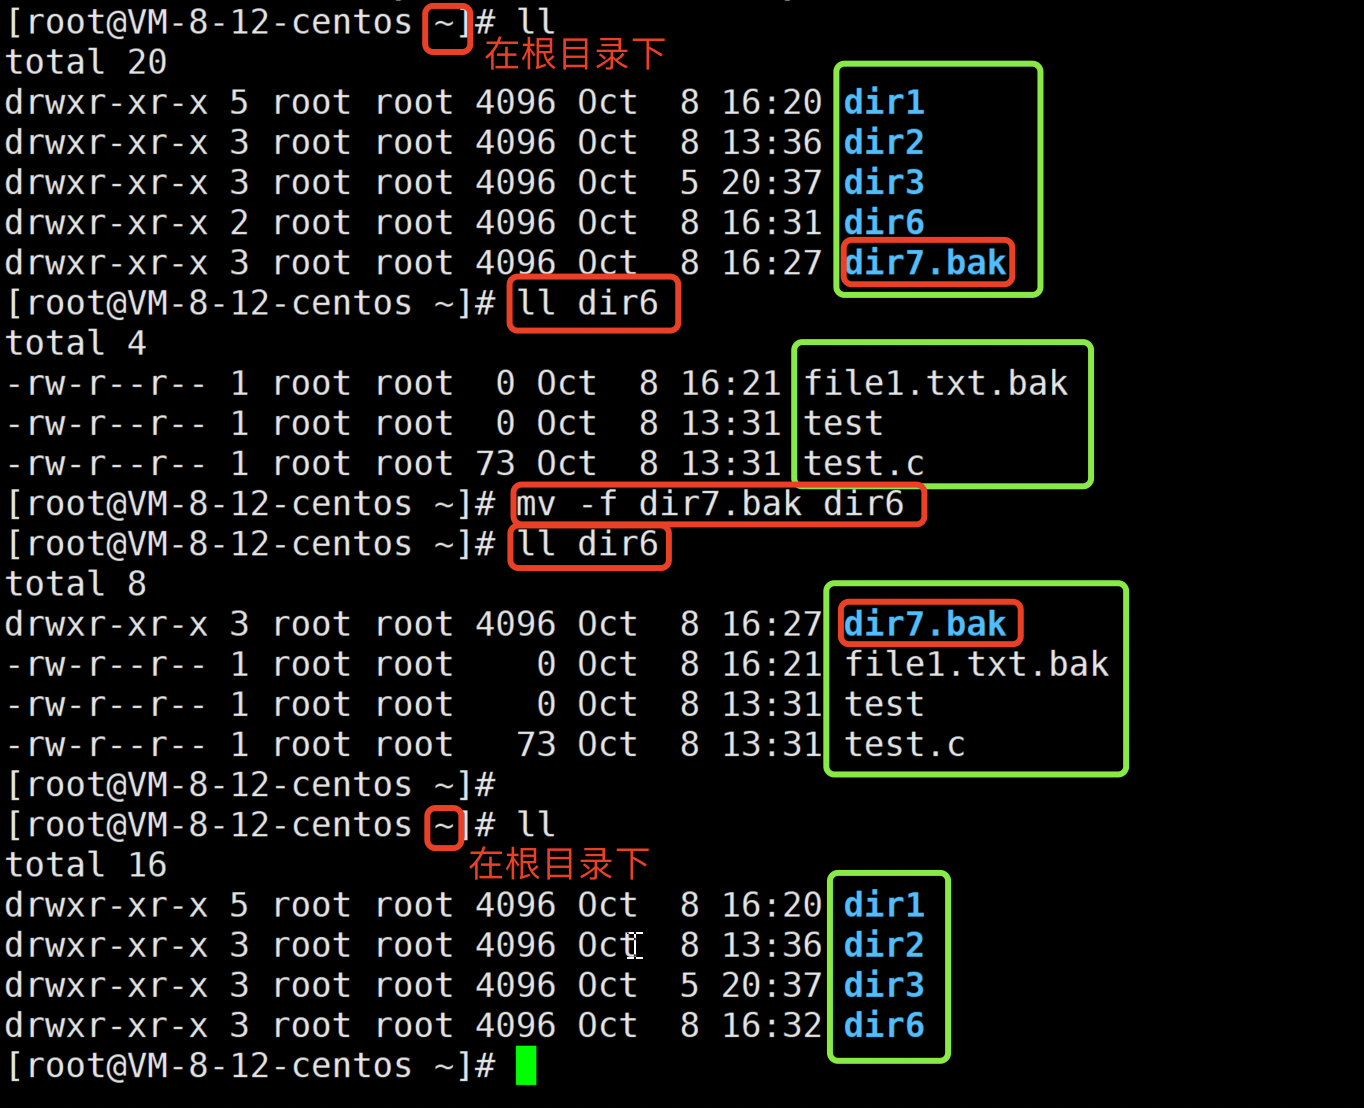 [root@VM-8-12-centos ~]# ll
在根目录下
total 20
drwxr-xr-x 5 root root 4096 Oct  8 16:20 dir1
drwxr-xr-x 3 root root 4096 Oct  8 13:36 dir2
drwxr-xr-x 3 root root 4096 Oct  5 20:37 dir3
drwxr-xr-x 2 root root 4096 Oct  8 16:31 dir6
drwxr-xr-x 3 root root 4096 Oct  8 16:27 dir7.bak
[root@VM-8-12-centos ~]# ll dir6
total 4
-rw-r--r-- 1 root root  0 Oct  8 16:21 file1.txt.bak
-rw-r--r-- 1 root root  0 Oct  8 13:31 test
-rw-r--r-- 1 root root 73 Oct  8 13:31 test.c
[root@VM-8-12-centos ~]# mv -f dir7.bak dir6
[root@VM-8-12-centos ~]# ll dir6
total 8
drwxr-xr-x 3 root root 4096 Oct  8 16:27 dir7.bak
-rw-r--r-- 1 root root    0 Oct  8 16:21 file1.txt.bak
-rw-r--r-- 1 root root    0 Oct  8 13:31 test
-rw-r--r-- 1 root root   73 Oct  8 13:31 test.c
[root@VM-8-12-centos ~]#
[root@VM-8-12-centos ~]# ll
total 16
在根目录下
drwxr-xr-x 5 root root 4096 Oct  8 16:20 dir1
drwxr-xr-x 3 root root 4096 Oct  8 13:36 dir2
drwxr-xr-x 3 root root 4096 Oct  5 20:37 dir3
drwxr-xr-x 3 root root 4096 Oct  8 16:32 dir6
[root@VM-8-12-centos ~]#